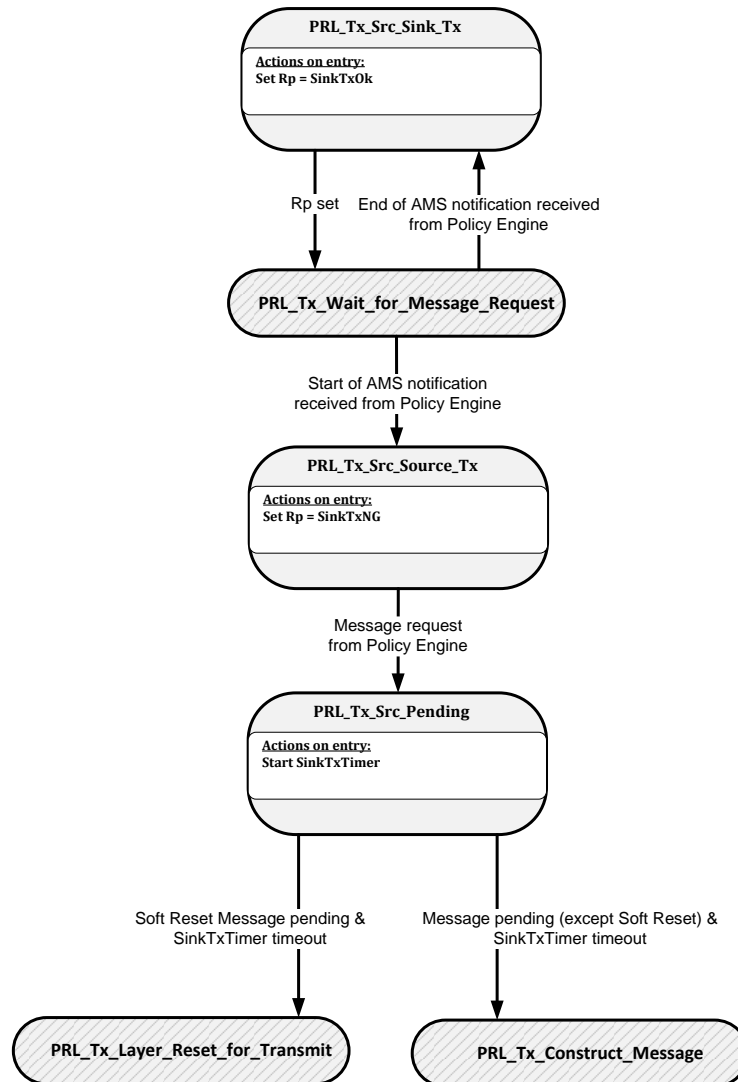 PRL_Tx_Src_Sink_Tx
Actions on entry:
Set Rp = SinkTxOk
Rp set
End of AMS notification received
from Policy Engine
PRL_Tx_Wait_for_Message_Request
Start of AMS notification
received from Policy Engine
PRL_Tx_Src_Source_Tx
Actions on entry:
Set Rp = SinkTxNG
Message request
from Policy Engine
PRL_Tx_Src_Pending
Actions on entry:
Start SinkTxTimer
Soft Reset Message pending &
SinkTxTimer timeout
Message pending (except Soft Reset) &
SinkTxTimer timeout
PRL_Tx_Layer_Reset_for_Transmit
PRL_Tx_Construct_Message